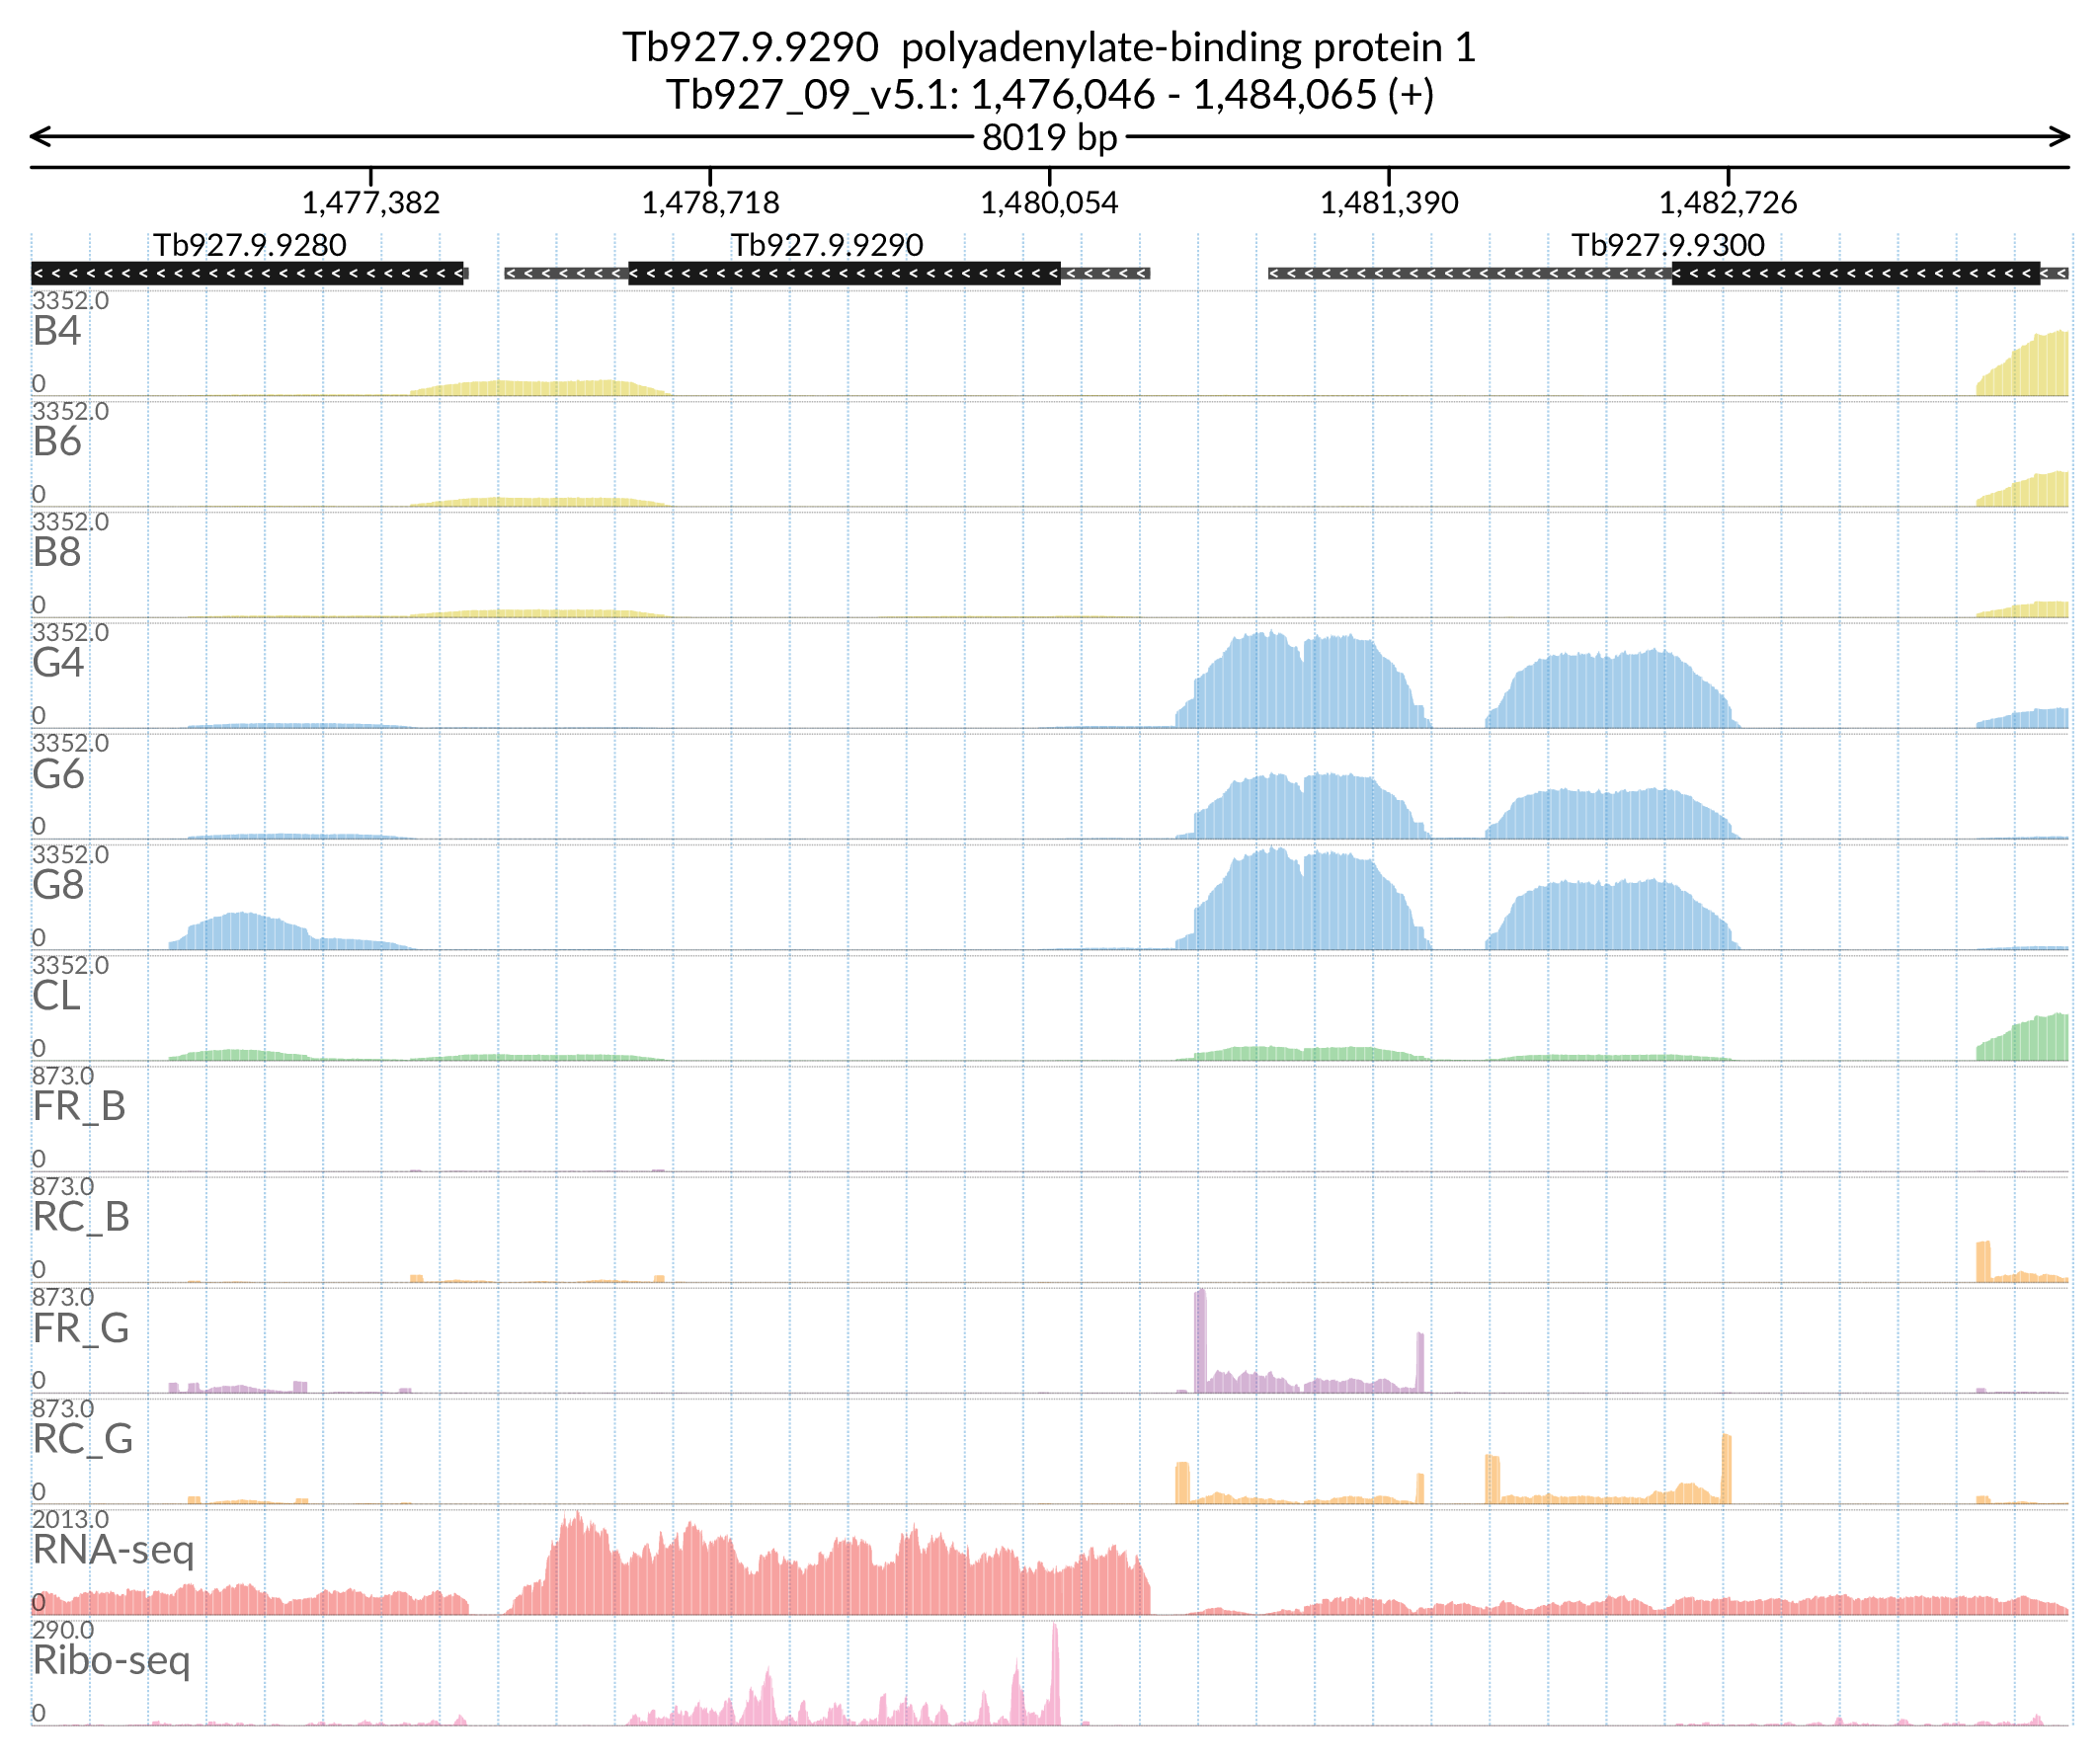 Tb927.9.9290  polyadenylate-binding protein 1
Tb927_09_v5.1: 1,476,046 - 1,484,065 (+)
8019 bp
1,477,382 1,478,718 1,480,054 1,481,390 1,482,726
Tb927.9.9280 Tb927.9.9290 Tb927.9.9300
3352.0
B4
0
3352.0
B6
0
3352.0
B8
0
3352.0
G4
0
3352.0
G6
0
3352.0
G8
0
3352.0
CL
0
873.0
FR_B
0
873.0
RC_B
0
873.0
FR_G
0
873.0
RC_G
0
2013.0
RNA-seq
0
290.0
Ribo-seq
0